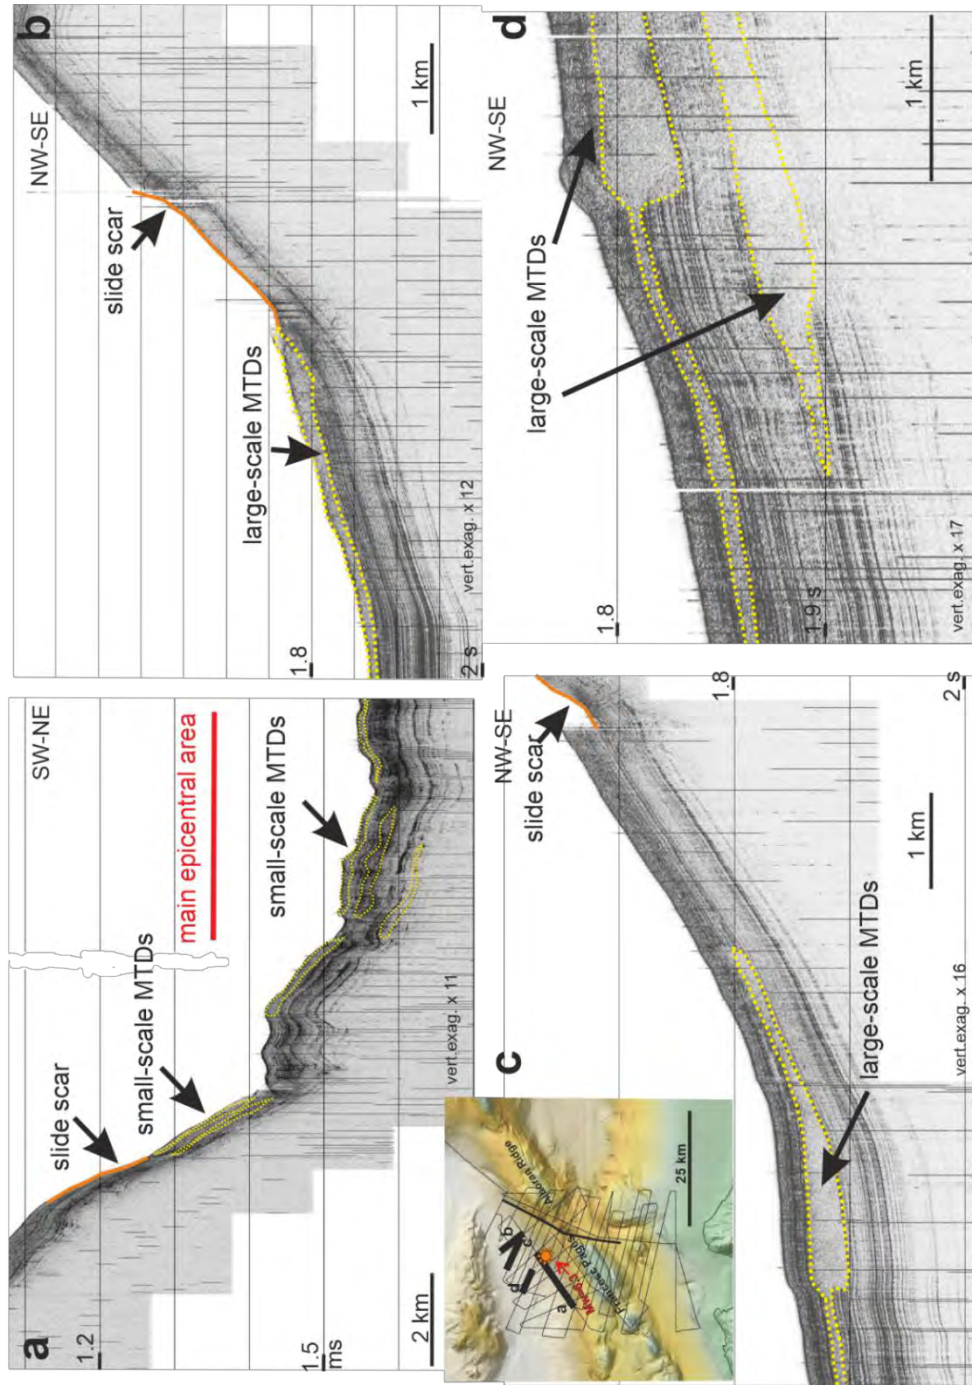 a
SW-NE
slide scar
small-scale MTDs
main epicentral area
small-scale MTDs
1.2
1.5
ms
2 km
vert.exag. x 11
b
NW-SE
slide scar
large-scale MTDs
1.8
2 s
1 km
vert.exag. x 12
c
NW-SE
slide scar
large-scale MTDs
1.8
2 s
1 km
vert.exag. x 16
Alboran Ridge
b
c
d
a
25 km
d
NW-SE
large-scale MTDs
large-scale MTDs
1.8
1.9 s
1 km
vert.exag. x 17